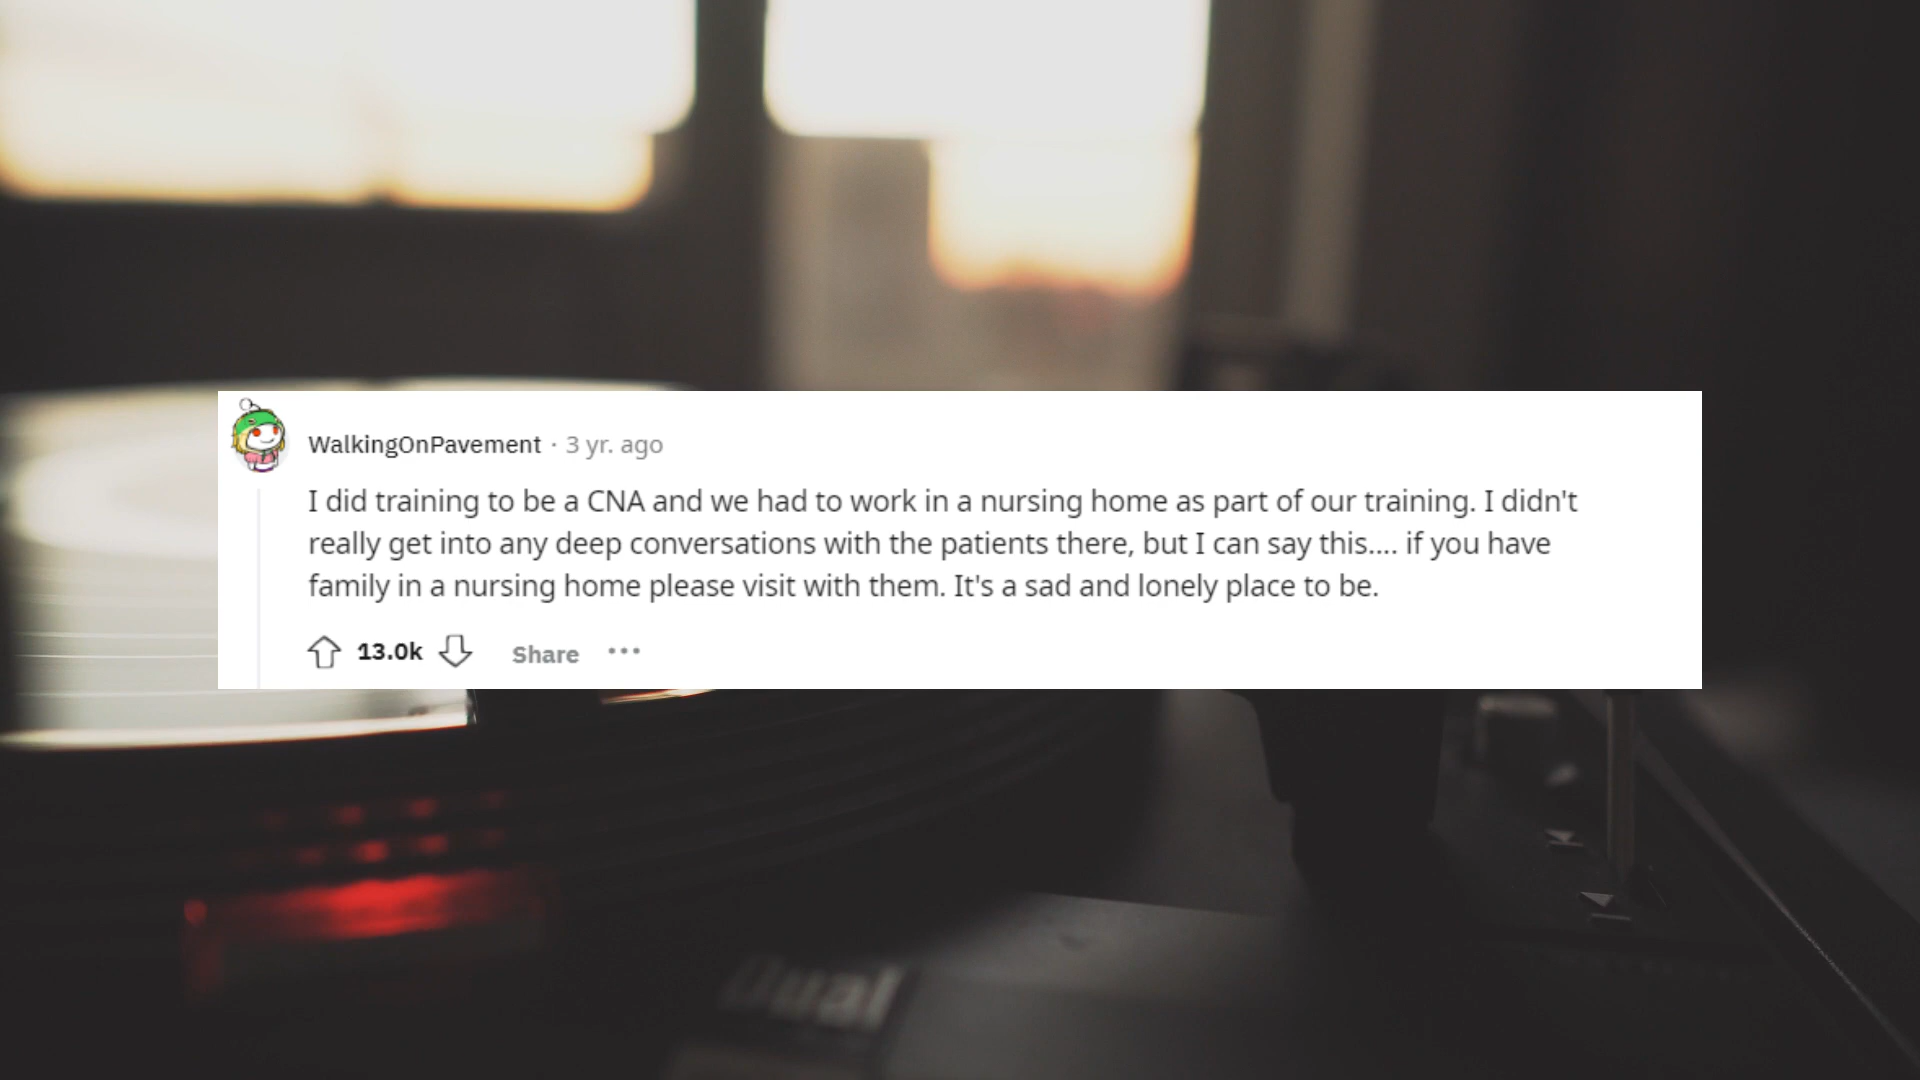 WalkingOnPavement · 3 yr. ago
I did training to be a CNA and we had to work in a nursing home as part of our training. I didn't
really get into any deep conversations with the patients there, but I can say this.... if you have
family in a nursing home please visit with them. It's a sad and lonely place to be.
13.0k Share ···
Dual